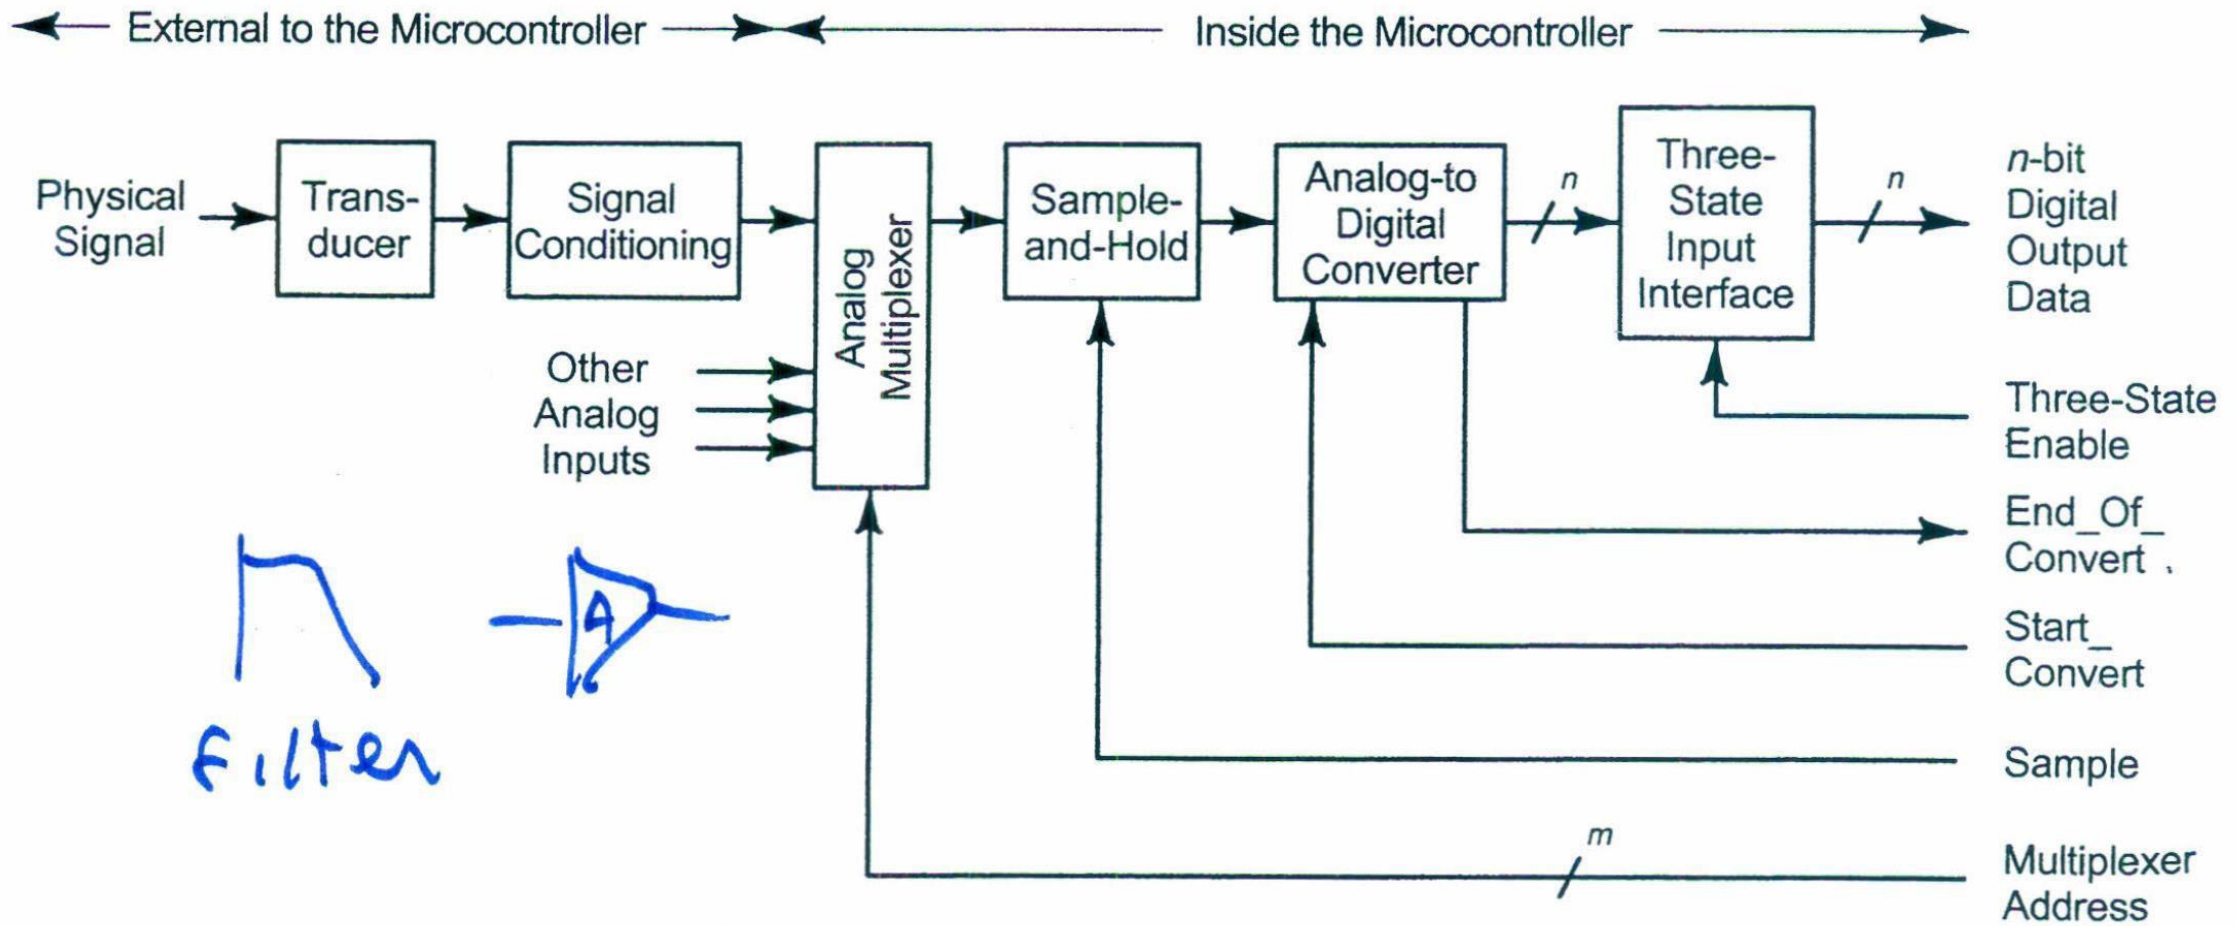 External to the Microcontroller
Inside the Microcontroller
Physical
Signal
Trans-
ducer
Signal
Conditioning
Analog
Multiplexer
Sample-
and-Hold
Analog-to
Digital
Converter
n
Three-
State
Input
Interface
n
n-bit
Digital
Output
Data
Other
Analog
Inputs
Three-State
Enable
End_Of_
Convert
Start_
Convert
Sample
m
Multiplexer
Address
A
Filter